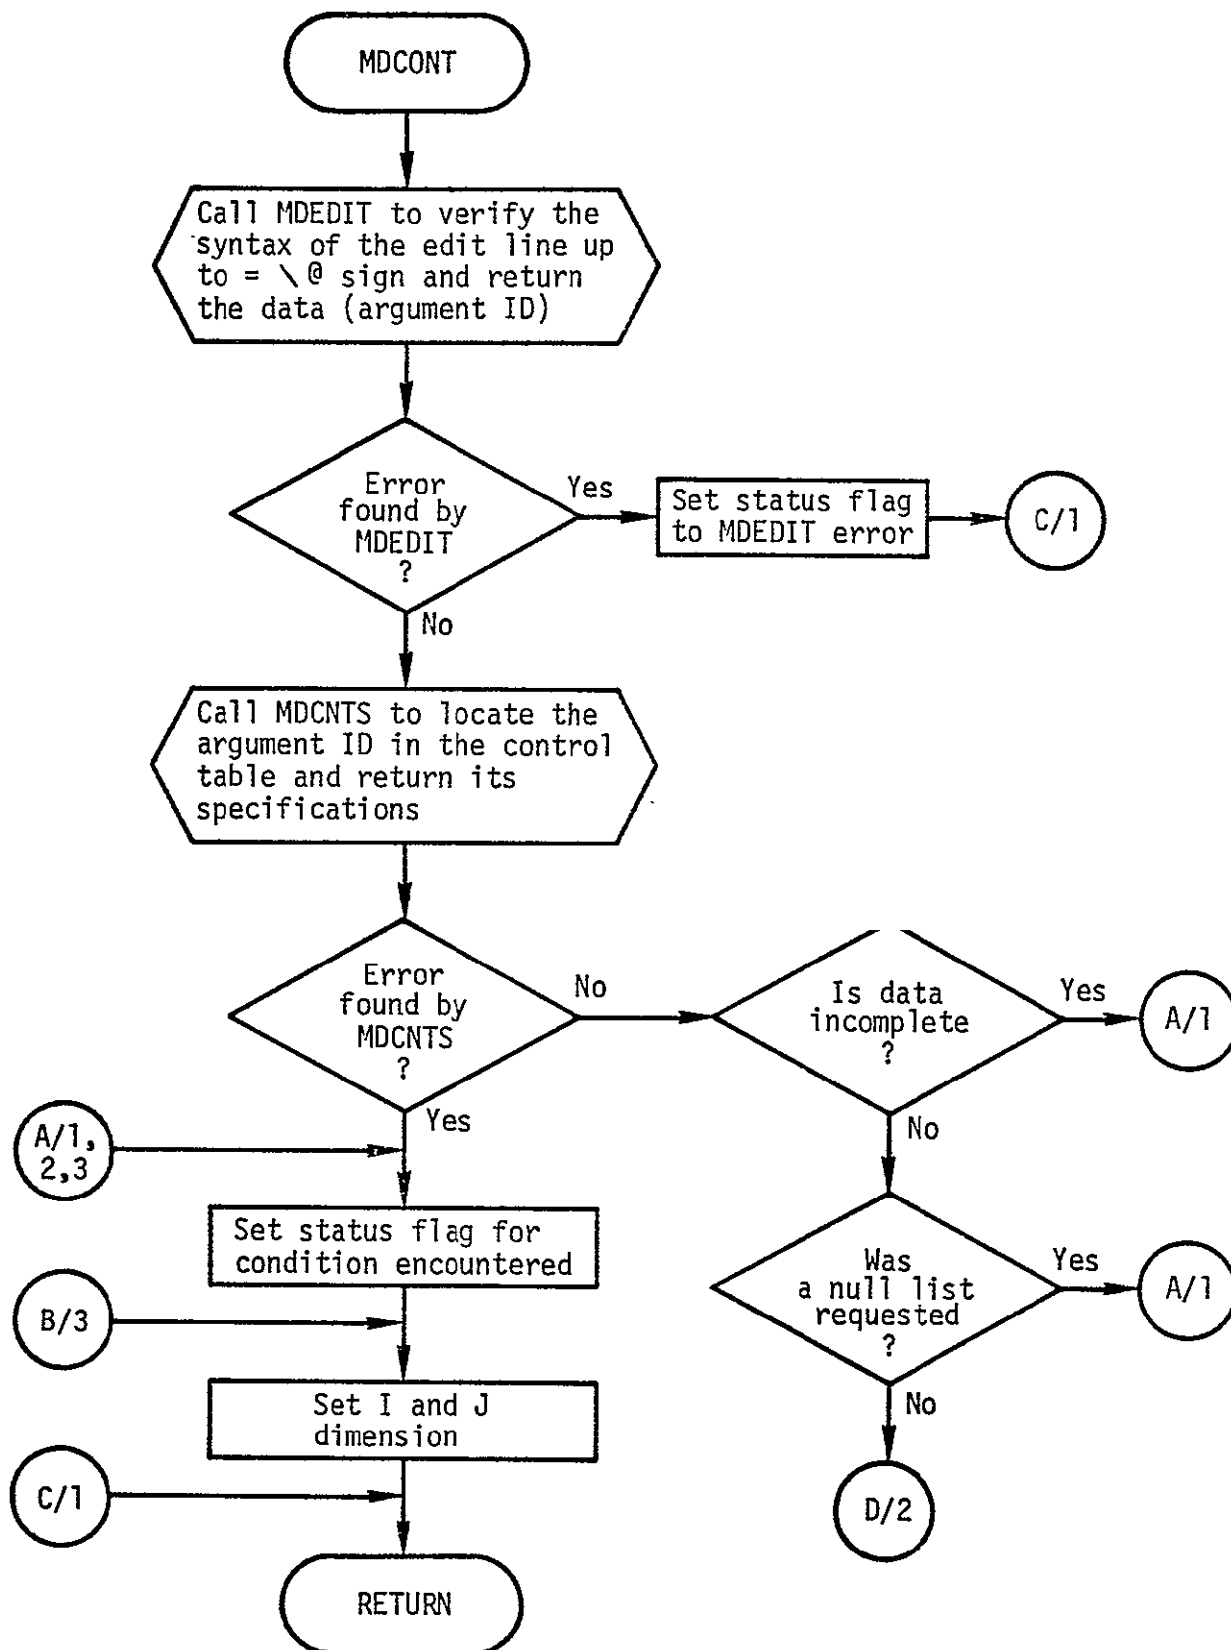 MDCONT
Call MDEDIT to verify the
syntax of the edit line up
to = \ @ sign and return
the data (argument ID)
Error
found by
MDEDIT
?
Yes
Set status flag
to MDEDIT error
C/1
No
Call MDCNTS to locate the
argument ID in the control
table and return its
specifications
Error
found by
MDCNTS
?
No
Is data
incomplete
?
Yes
A/1
Yes
No
A/1,
2,3
Set status flag for
condition encountered
Was
a null list
requested
?
Yes
A/1
B/3
Set I and J
dimension
No
C/1
D/2
RETURN